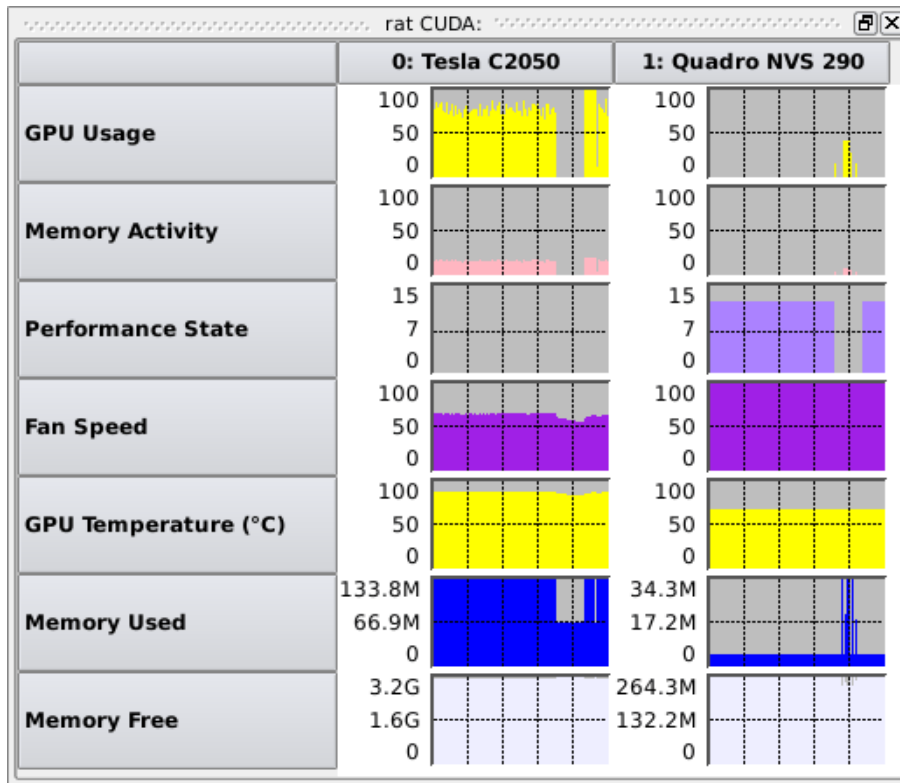 rat CUDA:
0: Tesla C2050 1: Quadro NVS 290
GPU Usage
100
50
0
100
50
0
Memory Activity
100
50
0
100
50
0
Performance State
15
7
0
15
7
0
Fan Speed
100
50
0
100
50
0
GPU Temperature (°C)
100
50
0
100
50
0
Memory Used
133.8M
66.9M
0
34.3M
17.2M
0
Memory Free
3.2G
1.6G
0
264.3M
132.2M
0